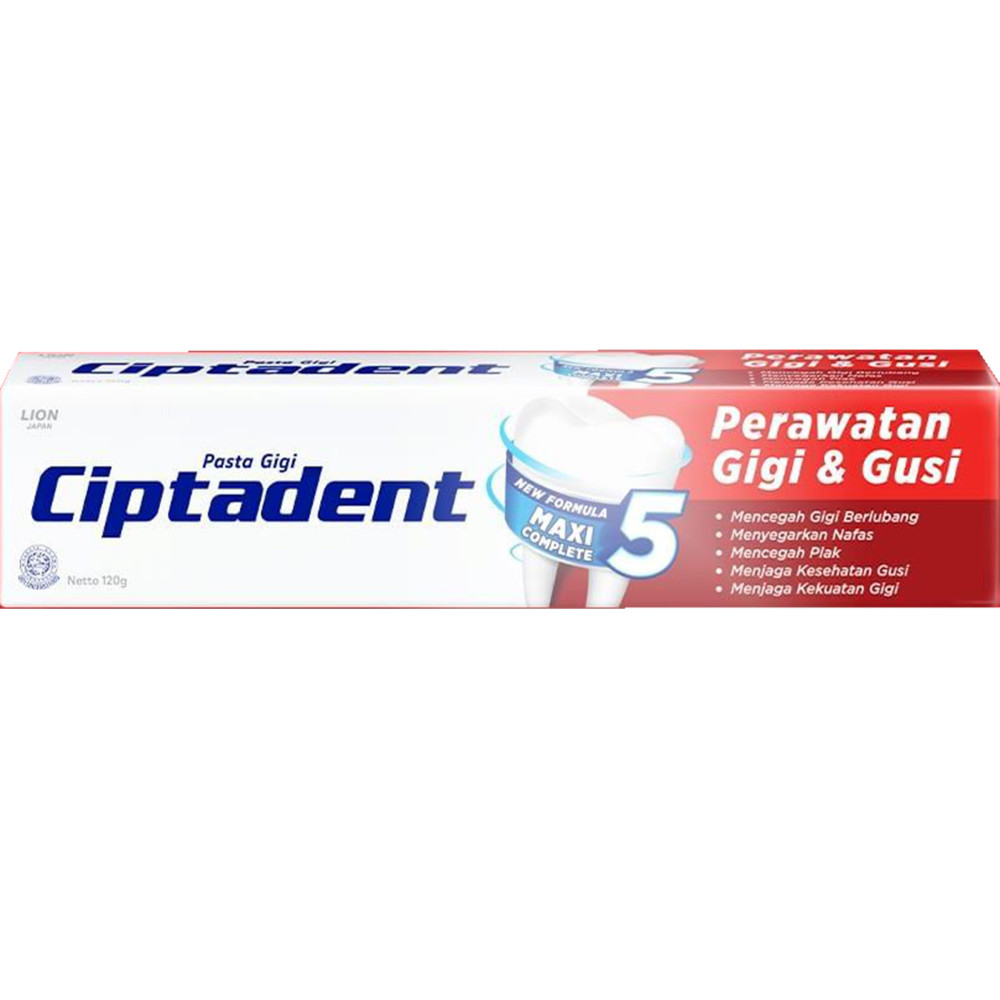 Pasta Gigi
Ciptadent
5
Perawatan
Gigi & Gusi
LION
JAPAN
Pasta Gigi
Ciptadent
Netto 120g
NEW FORMULA
MAXI
COMPLETE
5
Perawatan
Gigi & Gusi
• Mencegah Gigi Berlubang
• Menyegarkan Nafas
• Mencegah Plak
• Menjaga Kesehatan Gusi
• Menjaga Kekuatan Gigi